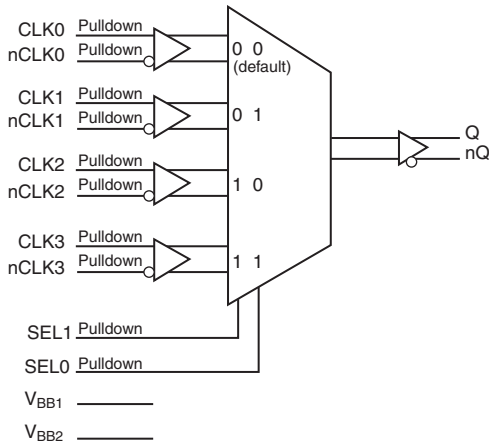 CLK0 Pulldown
nCLK0 Pulldown
0 0
(default)
CLK1 Pulldown
nCLK1 Pulldown
0 1
CLK2 Pulldown
nCLK2 Pulldown
1 0
CLK3 Pulldown
nCLK3 Pulldown
1 1
Q
nQ
SEL1 Pulldown
SEL0 Pulldown
VBB1
VBB2